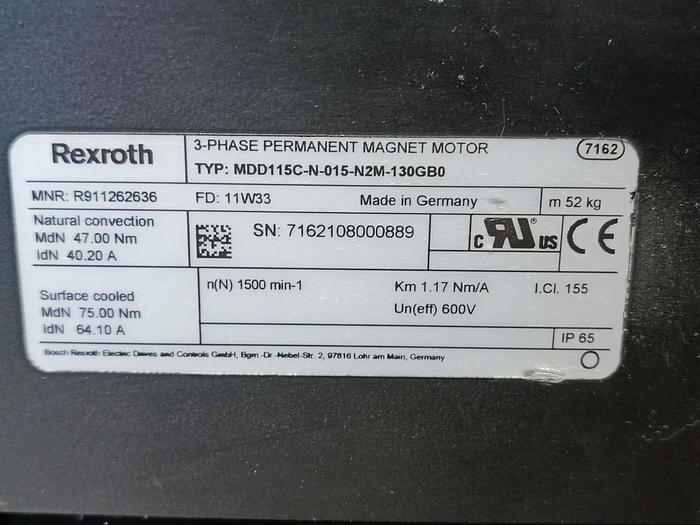 Rexroth
3-PHASE PERMANENT MAGNET MOTOR
7162
TYP: MDD115C-N-015-N2M-130GB0
MNR: R911262636
FD: 11W33
Made in Germany
m 52 kg
Natural convection
MdN 47.00 Nm
IdN 40.20 A
SN: 7162108000889
c RU US CE
Surface cooled
MdN 75.00 Nm
IdN 64.10 A
n(N) 1500 min-1
Km 1.17 Nm/A
I.Cl. 155
Un(eff) 600V
IP 65
Bosch Rexroth Electric Drives and Controls GmbH, Bgm.-Dr.-Nebel-Str. 2, 97816 Lohr am Main, Germany